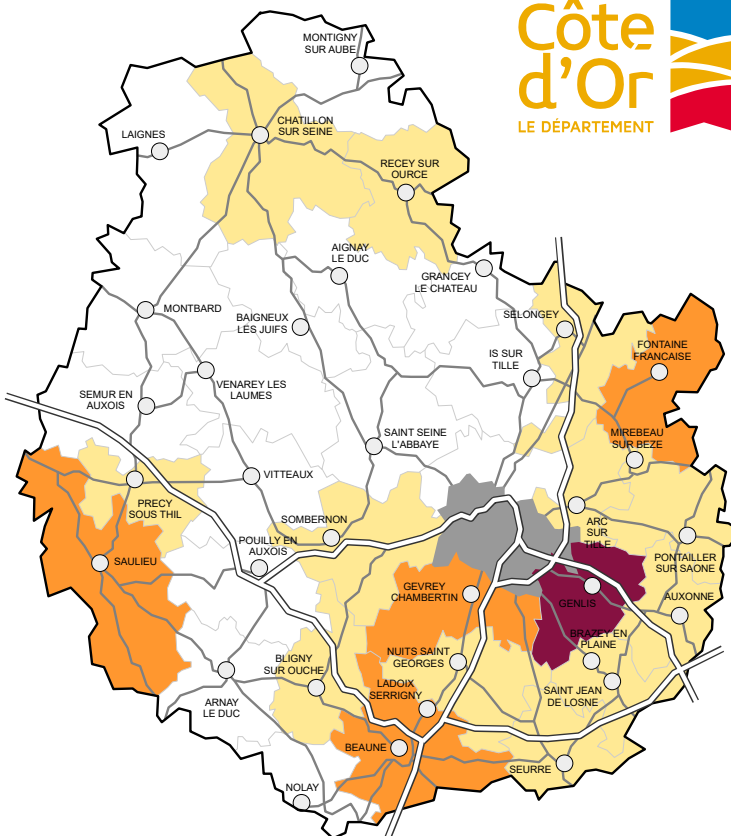 Côte
d'Or
LE DÉPARTEMENT
MONTIGNY
SUR AUBE
CHATILLON
SUR SEINE
LAIGNES
RECEY SUR
OURCE
AIGNAY
LE DUC
GRANCEY
LE CHATEAU
MONTBARD
BAIGNEUX
LES JUIFS
SELONGEY
FONTAINE
FRANCAISE
IS SUR
TILLE
VENAREY LES
LAUMES
SEMUR EN
AUXOIS
SAINT SEINE
L'ABBAYE
MIREBEAU
SUR BEZE
VITTEAUX
PRECY
SOUS THIL
SOMBERNON
ARC
SUR
TILLE
POUILLY EN
AUXOIS
SAULIEU
PONTAILLER
SUR SAONE
GEVREY
CHAMBERTIN
GENLIS
AUXONNE
BRAZEY EN
PLAINE
NUITS SAINT
GEORGES
BLIGNY
SUR OUCHE
LADOIX
SERRIGNY
SAINT JEAN
DE LOSNE
ARNAY
LE DUC
BEAUNE
SEURRE
NOLAY